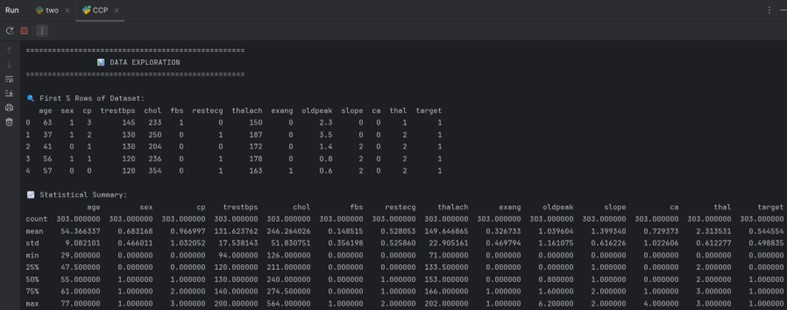 Run two × CCP ×
==================================================
📊 DATA EXPLORATION
==================================================
🔍 First 5 Rows of Dataset:
age sex cp trestbps chol fbs restecg thalach exang oldpeak slope ca thal target
0 63 1 3 145 233 1 0 150 0 2.3 0 0 1 1
1 37 1 2 130 250 0 1 187 0 3.5 0 0 2 1
2 41 0 1 130 204 0 0 172 0 1.4 2 0 2 1
3 56 1 1 120 236 0 1 178 0 0.8 2 0 2 1
4 57 0 0 120 354 0 1 163 1 0.6 2 0 2 1
📈 Statistical Summary:
age sex cp trestbps chol fbs restecg thalach exang oldpeak slope ca thal target
count 303.000000 303.000000 303.000000 303.000000 303.000000 303.000000 303.000000 303.000000 303.000000 303.000000 303.000000 303.000000 303.000000 303.000000
mean 54.366337 0.683168 0.966997 131.623762 246.264026 0.148515 0.528053 149.646865 0.326733 1.039604 1.399340 0.729373 2.313531 0.544554
std 9.082101 0.466011 1.032052 17.538143 51.830751 0.356198 0.525860 22.905161 0.469794 1.161075 0.616226 1.022606 0.612277 0.498835
min 29.000000 0.000000 0.000000 94.000000 126.000000 0.000000 0.000000 71.000000 0.000000 0.000000 0.000000 0.000000 0.000000 0.000000
25% 47.500000 0.000000 0.000000 120.000000 211.000000 0.000000 0.000000 133.500000 0.000000 0.000000 1.000000 0.000000 2.000000 0.000000
50% 55.000000 1.000000 1.000000 130.000000 240.000000 0.000000 1.000000 153.000000 0.000000 0.800000 1.000000 0.000000 2.000000 1.000000
75% 61.000000 1.000000 2.000000 140.000000 274.500000 0.000000 1.000000 166.000000 1.000000 1.600000 2.000000 1.000000 3.000000 1.000000
max 77.000000 1.000000 3.000000 200.000000 564.000000 1.000000 2.000000 202.000000 1.000000 6.200000 2.000000 4.000000 3.000000 1.000000